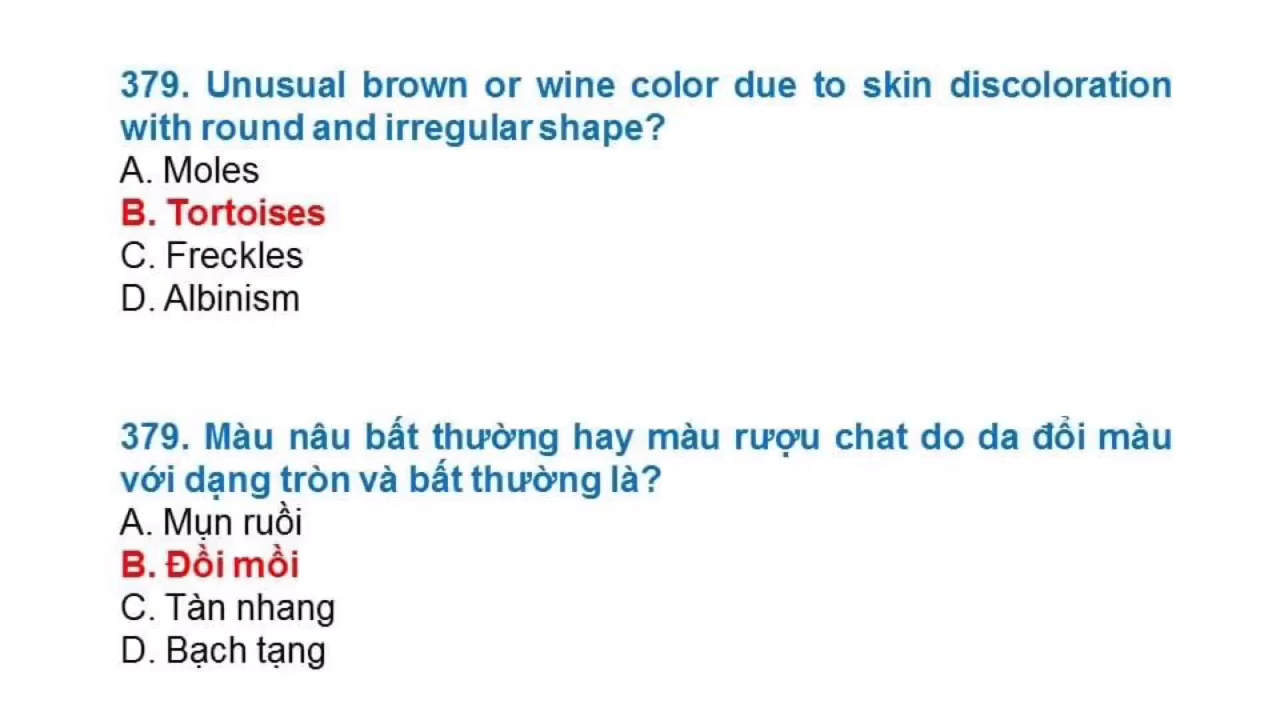 379. Unusual brown or wine color due to skin discoloration
with round and irregular shape?
A. Moles
B. Tortoises
C. Freckles
D. Albinism
379. Màu nâu bất thường hay màu rượu chat do da đổi màu
với dạng tròn và bất thường là?
A. Mụn ruồi
B. Đồi mồi
C. Tàn nhang
D. Bạch tạng